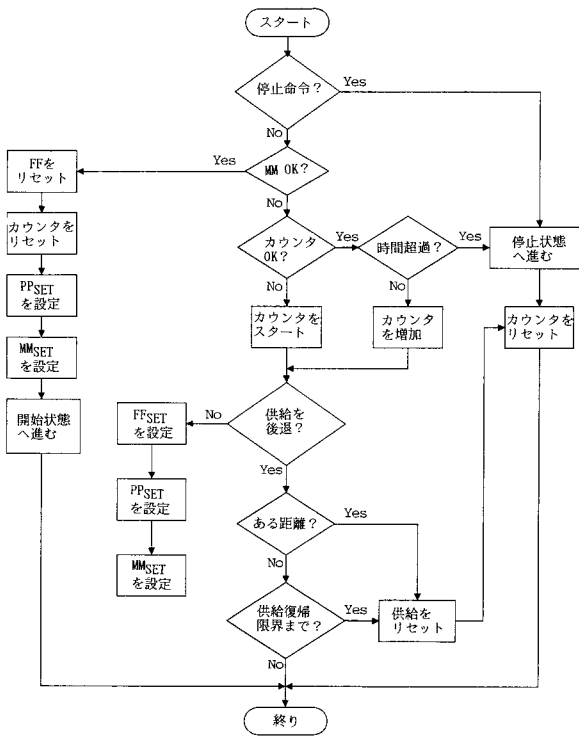 スタート
停止命令?
Yes
No
MM OK?
Yes
No
FFを
リセット
カウンタを
リセット
PPSET
を設定
MMSET
を設定
開始状態
へ進む
カウンタ
OK?
Yes
No
時間超過?
Yes
No
停止状態
へ進む
カウンタを
スタート
カウンタ
を増加
カウンタを
リセット
供給を
後退?
No
Yes
FFSET
を設定
PPSET
を設定
MMSET
を設定
ある距離?
Yes
No
供給復帰
限界まで?
Yes
No
供給を
リセット
終り